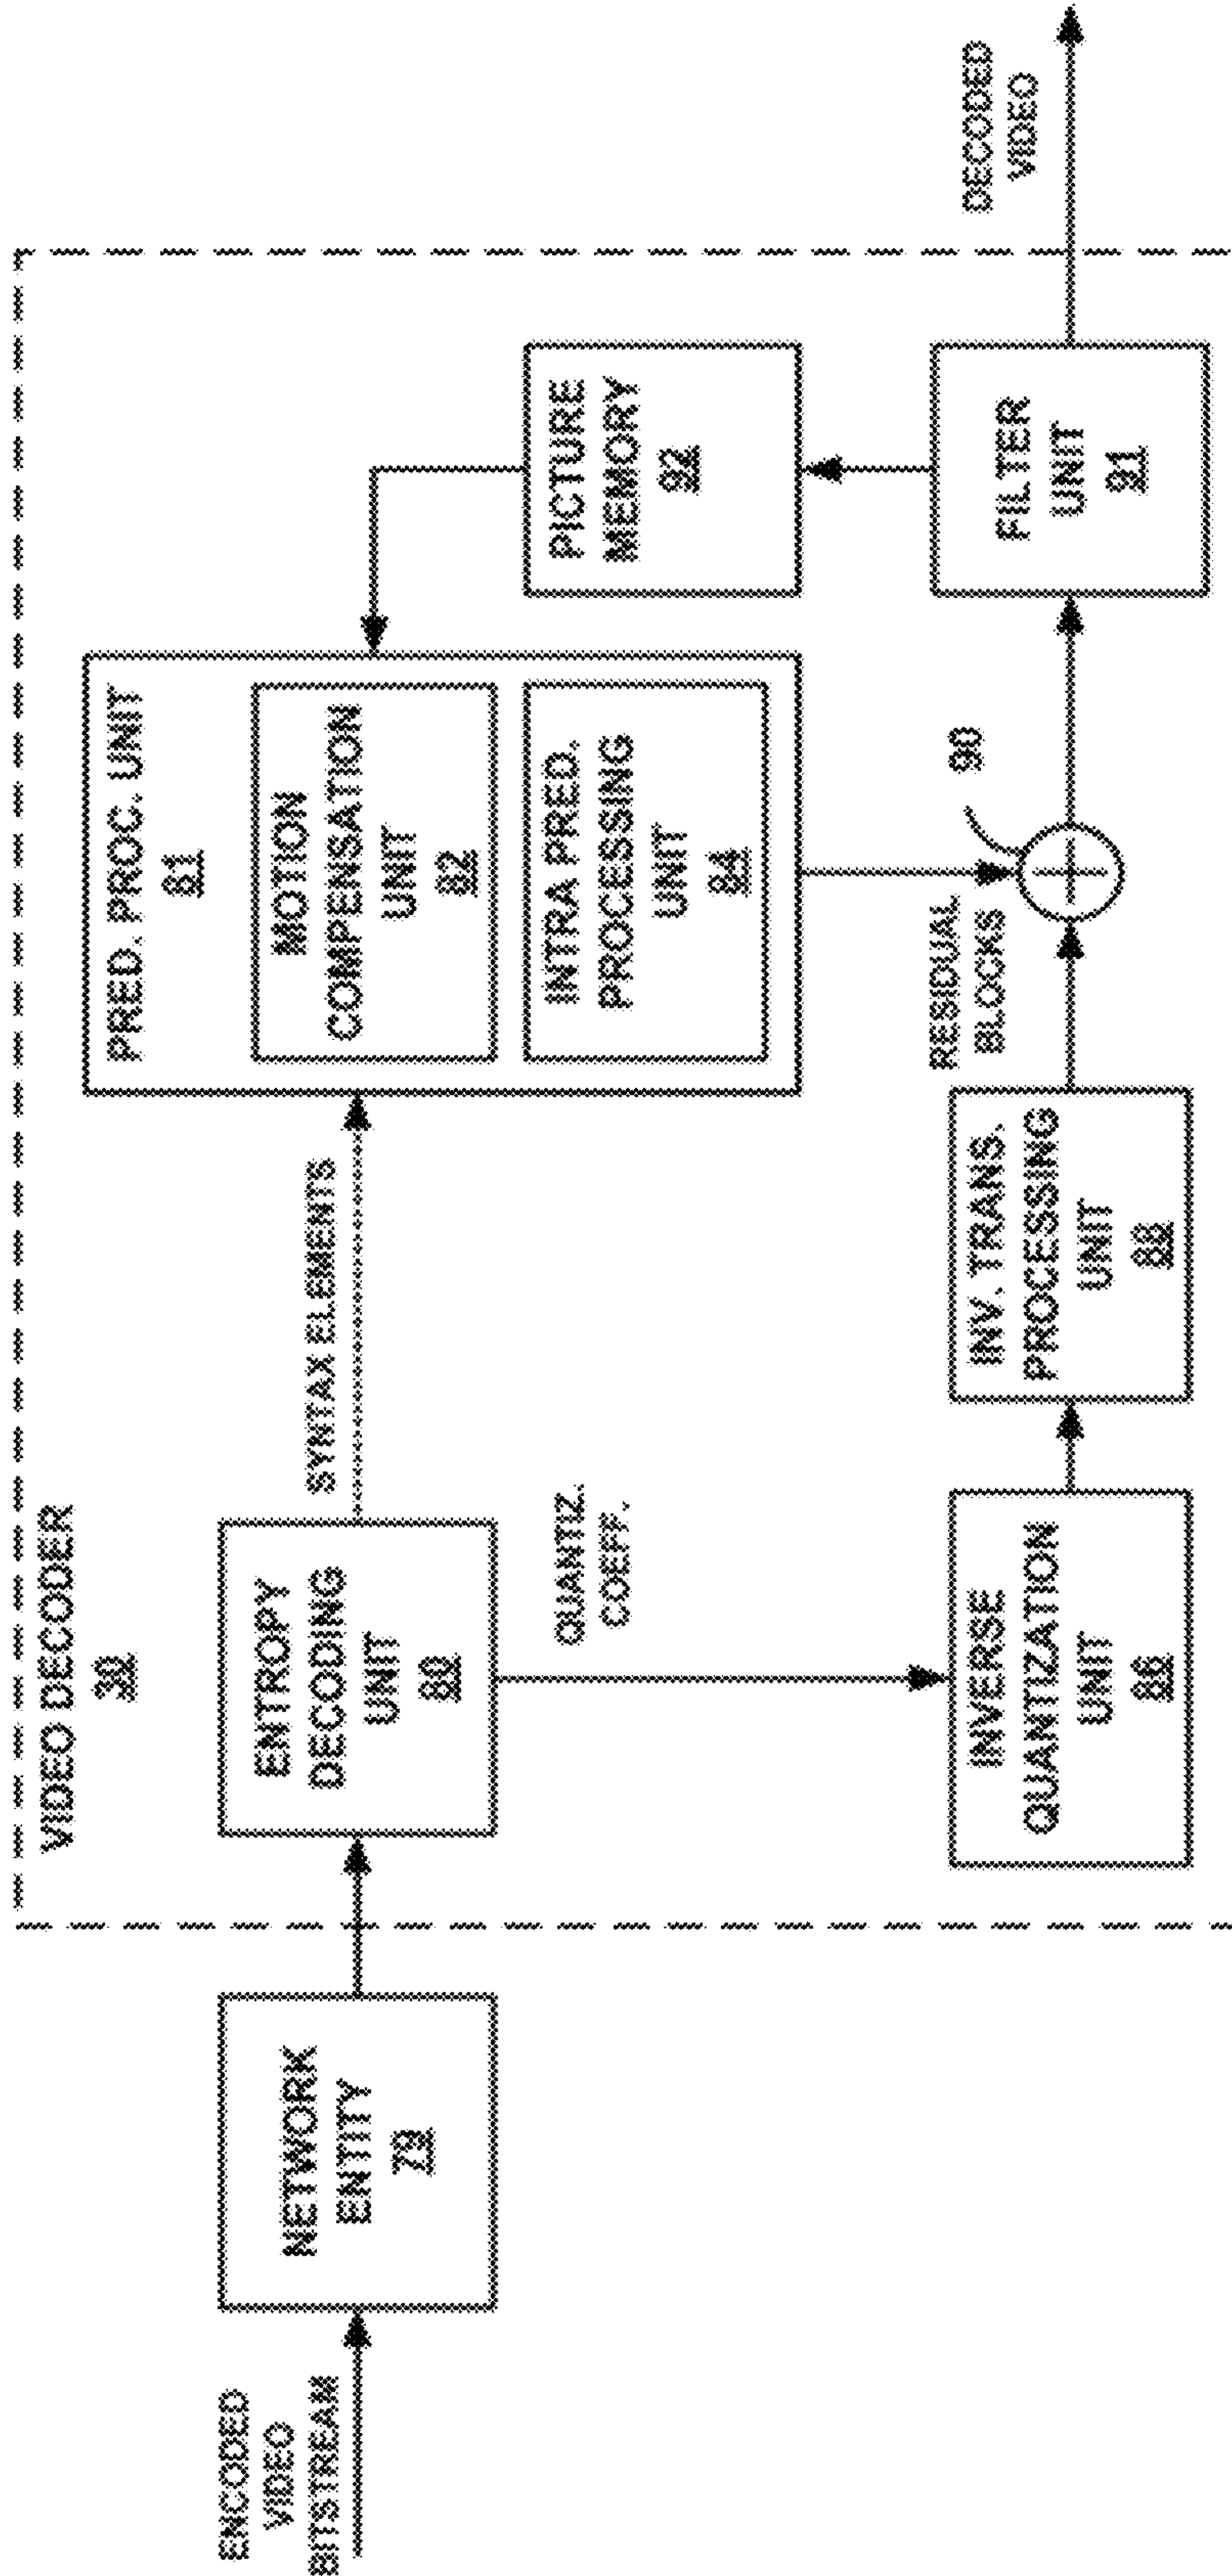 VIDEO DECODER
30
ENCODED
VIDEO
BITSTREAM
NETWORK
ENTITY
79
ENTROPY
DECODING
UNIT
80
SYNTAX ELEMENTS
QUANTIZ.
COEFF.
PRED. PROC. UNIT
81
MOTION
COMPENSATION
UNIT
82
INTRA PRED.
PROCESSING
UNIT
84
PICTURE
MEMORY
92
INVERSE
QUANTIZATION
UNIT
86
INV. TRANS.
PROCESSING
UNIT
88
RESIDUAL
BLOCKS
90
FILTER
UNIT
91
DECODED
VIDEO